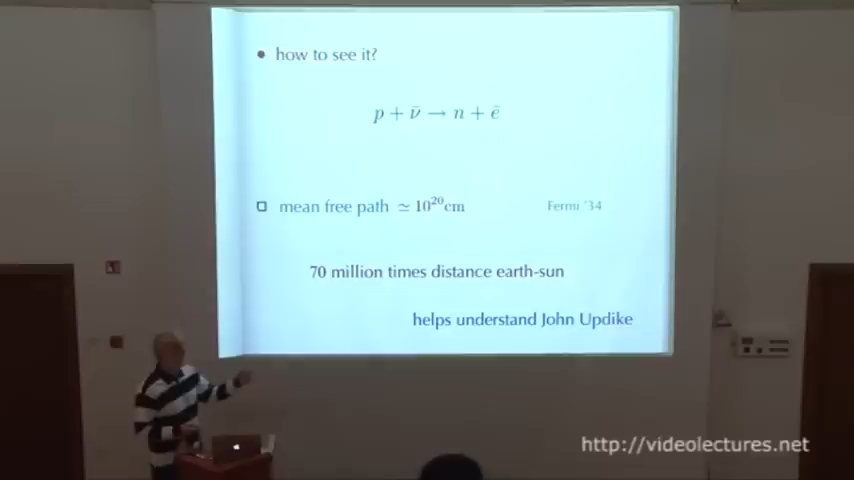 • how to see it?
p + ν̄ → n + ē
□ mean free path ≃ 10²⁰cm
Fermi '34
70 million times distance earth-sun
helps understand John Updike
http://videolectures.net